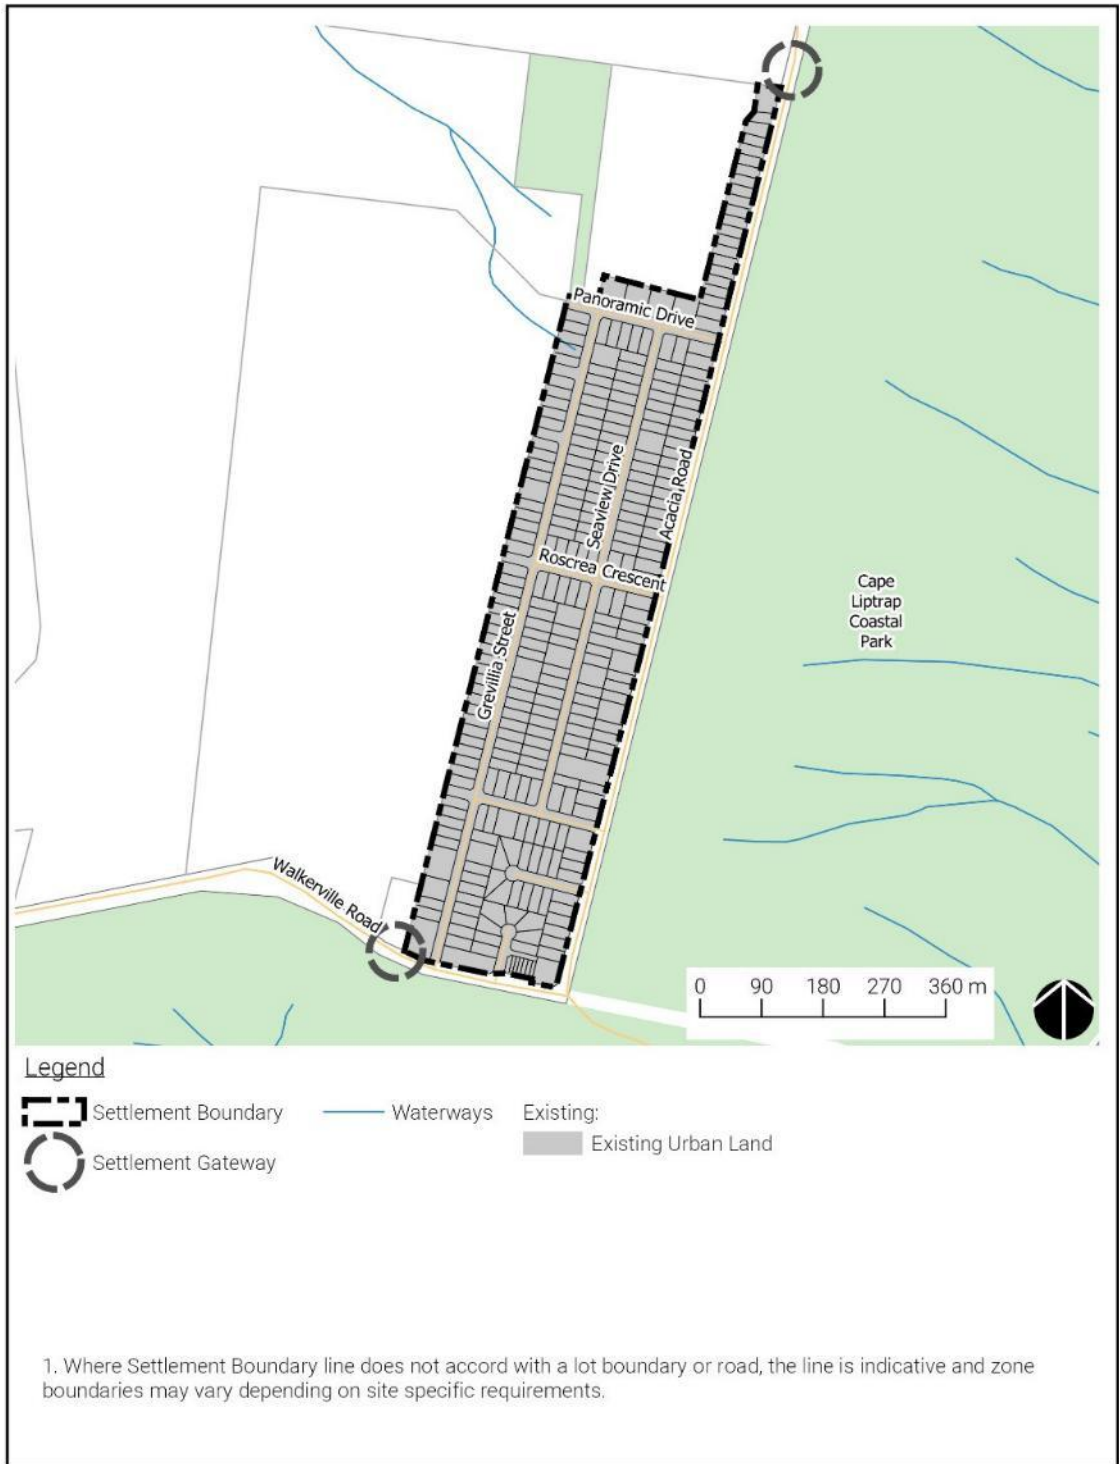 Panoramic Drive
Seaview Drive
Acacia Road
Roscrea Crescent
Cape
Liptrap
Coastal
Park
Grevillia Street
Walkerville Road
0 90 180 270 360 m
Legend
Settlement Boundary
Waterways
Existing:
Existing Urban Land
Settlement Gateway
1. Where Settlement Boundary line does not accord with a lot boundary or road, the line is indicative and zone
boundaries may vary depending on site specific requirements.